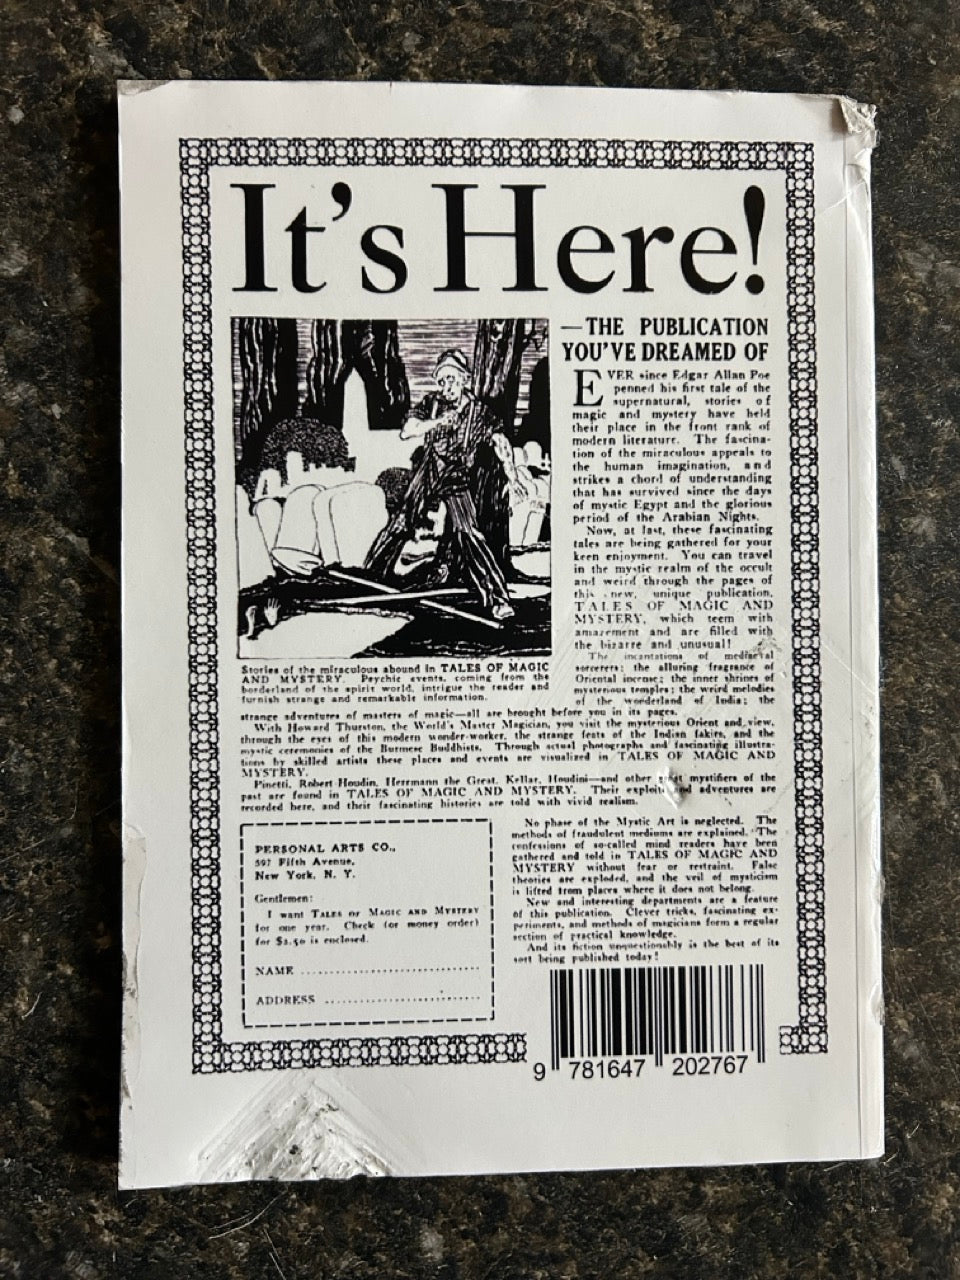 It's Here!
—THE PUBLICATION
YOU'VE DREAMED OF
EVER since Edgar Allan Poe
penned his first tale of the
supernatural, stories of
magic and mystery have held
their place in the front rank of
modern literature. The fascina-
tion of the miraculous appeals to
the human imagination, and
strikes a chord of understanding
that has survived since the days
of mystic Egypt and the glorious
period of the Arabian Nights.
Now, at last, these fascinating
tales are being gathered for your
keen enjoyment. You can travel
in the mystic realm of the occult
and weird through the pages of
this new, unique publication,
TALES OF MAGIC AND
MYSTERY, which teem with
amazement and are filled with
the bizarre and unusual!
The incantations of medieval
sorcerers; the alluring fragrance of
Oriental incense; the inner shrines of
mysterious temples; the weird melodies
of the wonderland of India; the
Stories of the miraculous abound in TALES OF MAGIC
AND MYSTERY. Psychic events, coming from the
borderland of the spirit world, intrigue the reader and
furnish strange and remarkable information.
strange adventures of masters of magic—all are brought before you in its pages.
With Howard Thurston, the World's Master Magician, you visit the mysterious Orient and view,
through the eyes of this modern wonder-worker, the strange feats of the Indian fakirs, and the
mystic ceremonies of the Burmese Buddhists. Through actual photographs and fascinating illustra-
tions by skilled artists these places and events are visualized in TALES OF MAGIC AND
MYSTERY.
Pinetti, Robert Houdin, Herrmann the Great, Kellar, Houdini—and other great mystifiers of the
past are found in TALES OF MAGIC AND MYSTERY. Their exploits and adventures are
recorded here, and their fascinating histories are told with vivid realism.
No phase of the Mystic Art is neglected. The
methods of fraudulent mediums are explained. The
confessions of so-called mind readers have been
gathered and told in TALES OF MAGIC AND
MYSTERY without fear or restraint. False
theories are exploded, and the veil of mysticism
is lifted from places where it does not belong.
New and interesting departments are a feature
of this publication. Clever tricks, fascinating ex-
periments, and methods of magicians form a regular
section of practical knowledge.
And its fiction unquestionably is the best of its
sort being published today!
PERSONAL ARTS CO.,
597 Fifth Avenue,
New York, N. Y.
Gentlemen:
I want TALES OF MAGIC AND MYSTERY
for one year. Check (or money order)
for $2.50 is enclosed.
NAME
ADDRESS
9 781647 202767